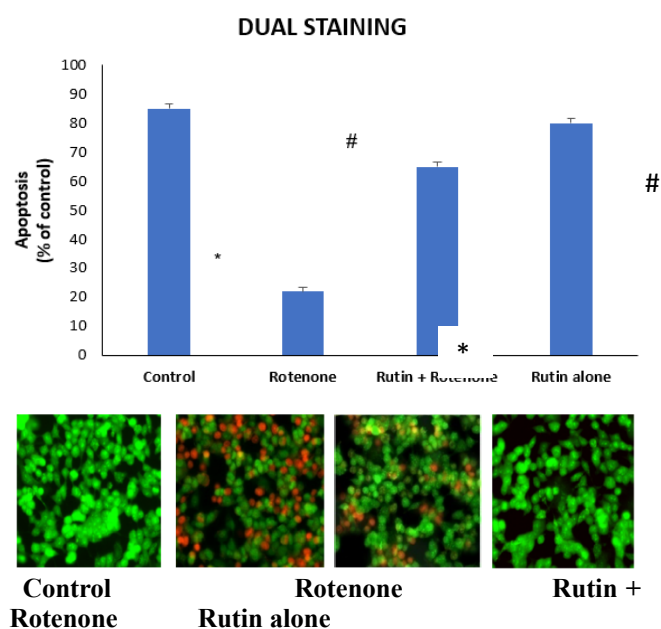 DUAL STAINING
Apoptosis
(% of control)
100
90
80
70
60
50
40
30
20
10
0
*
#
#
*
Control Rotenone Rutin + Rotenone Rutin alone
Control Rotenone Rutin +
Rotenone Rutin alone